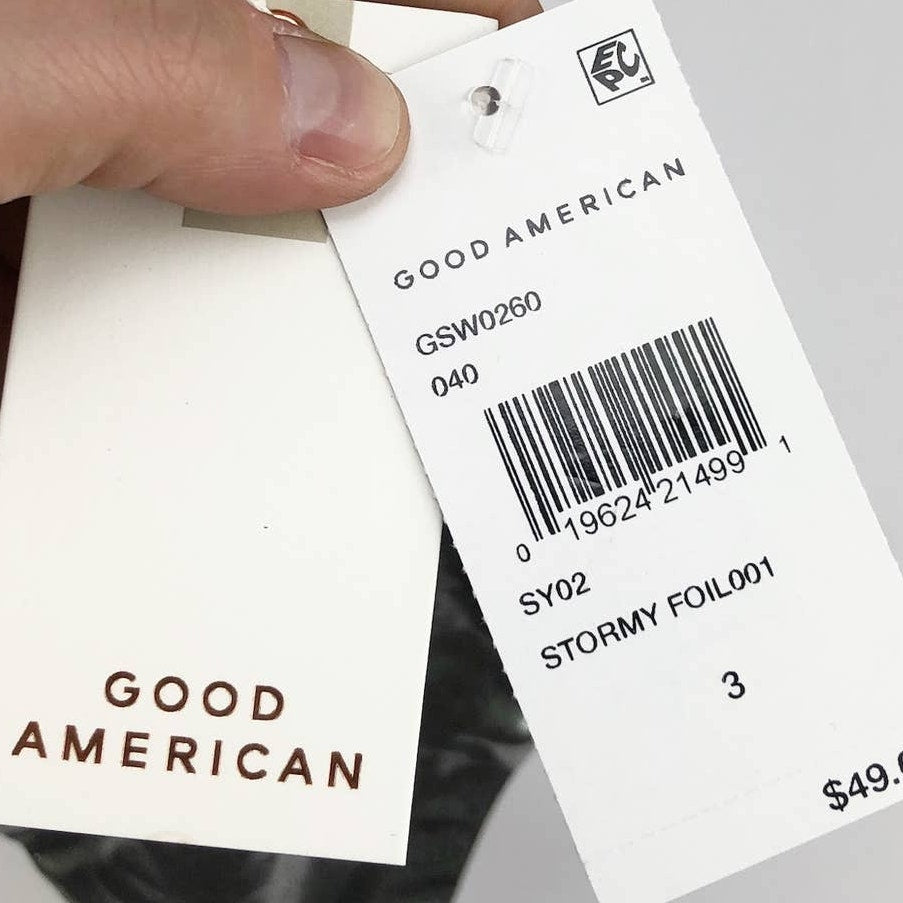 GOOD
AMERICAN
EPC.
GOOD AMERICAN
GSW0260
040
0 19624 21499 1
SY02
STORMY FOIL001
3
$49.